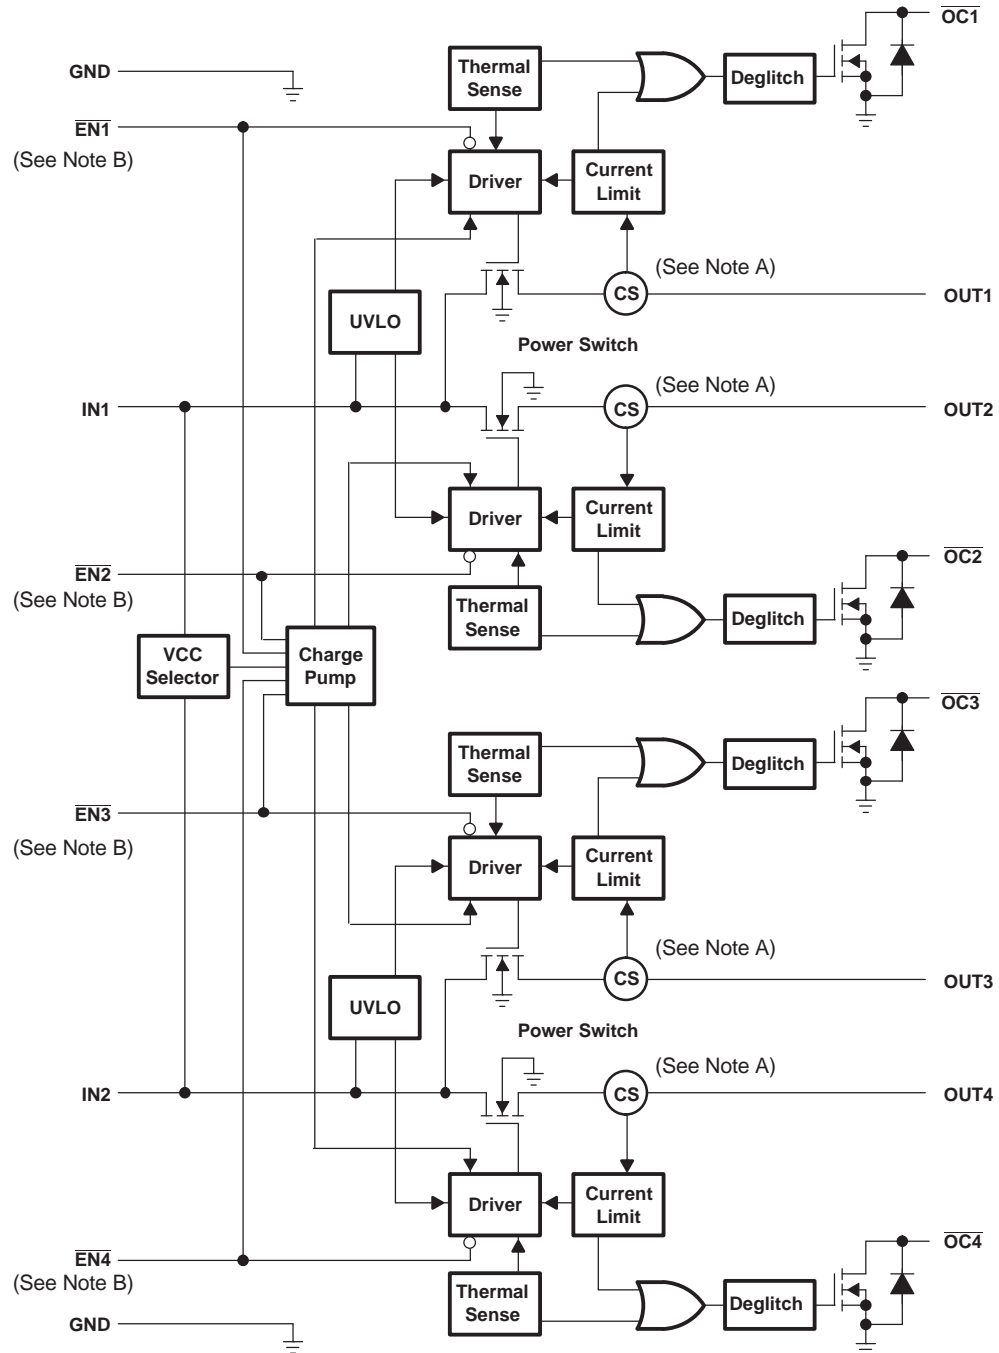 OC1
GND
Thermal
Sense
Deglitch
EN1
(See Note B)
Driver
Current
Limit
(See Note A)
CS
OUT1
UVLO
Power Switch
(See Note A)
IN1
CS
OUT2
Driver
Current
Limit
EN2
(See Note B)
OC2
Thermal
Sense
Deglitch
VCC
Selector
Charge
Pump
OC3
Thermal
Sense
Deglitch
EN3
(See Note B)
Driver
Current
Limit
(See Note A)
CS
OUT3
UVLO
Power Switch
(See Note A)
IN2
CS
OUT4
Driver
Current
Limit
EN4
(See Note B)
OC4
Thermal
Sense
Deglitch
GND